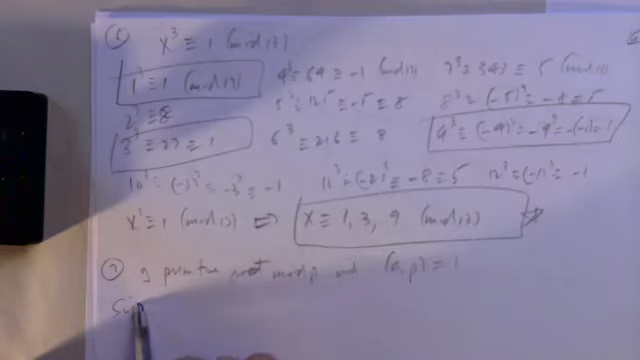 ⑥ x³ ≡ 1 (mod 13)
1³ ≡ 1 (mod 13) 4³ ≡ 64 ≡ -1 (mod 13) 7³ ≡ 343 ≡ 5 (mod 13)
2³ ≡ 8 5³ ≡ 125 ≡ -5 ≡ 8 8³ ≡ (-5)³ ≡ -8 ≡ 5
3³ ≡ 27 ≡ 1 6³ ≡ 216 ≡ 8 9³ ≡ (-4)³ ≡ -4³ ≡ -(-1) ≡ 1
10³ ≡ (-3)³ ≡ -3³ ≡ -1 11³ ≡ (-2)³ ≡ -8 ≡ 5 12³ ≡ (-1)³ ≡ -1
x³ ≡ 1 (mod 13) ⇔ x ≡ 1, 3, 9 (mod 13)
⑦ g primitive root mod p and (a, p) = 1